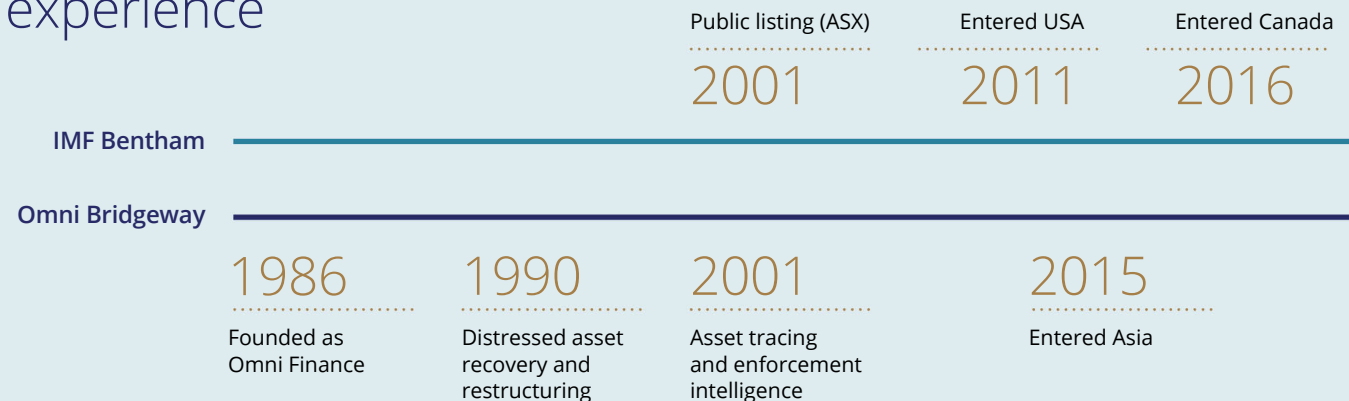 experience
Public listing (ASX)
Entered USA
Entered Canada
2001
2011
2016
IMF Bentham
Omni Bridgeway
1986
1990
2001
2015
Founded as
Omni Finance
Distressed asset
recovery and
restructuring
Asset tracing
and enforcement
intelligence
Entered Asia